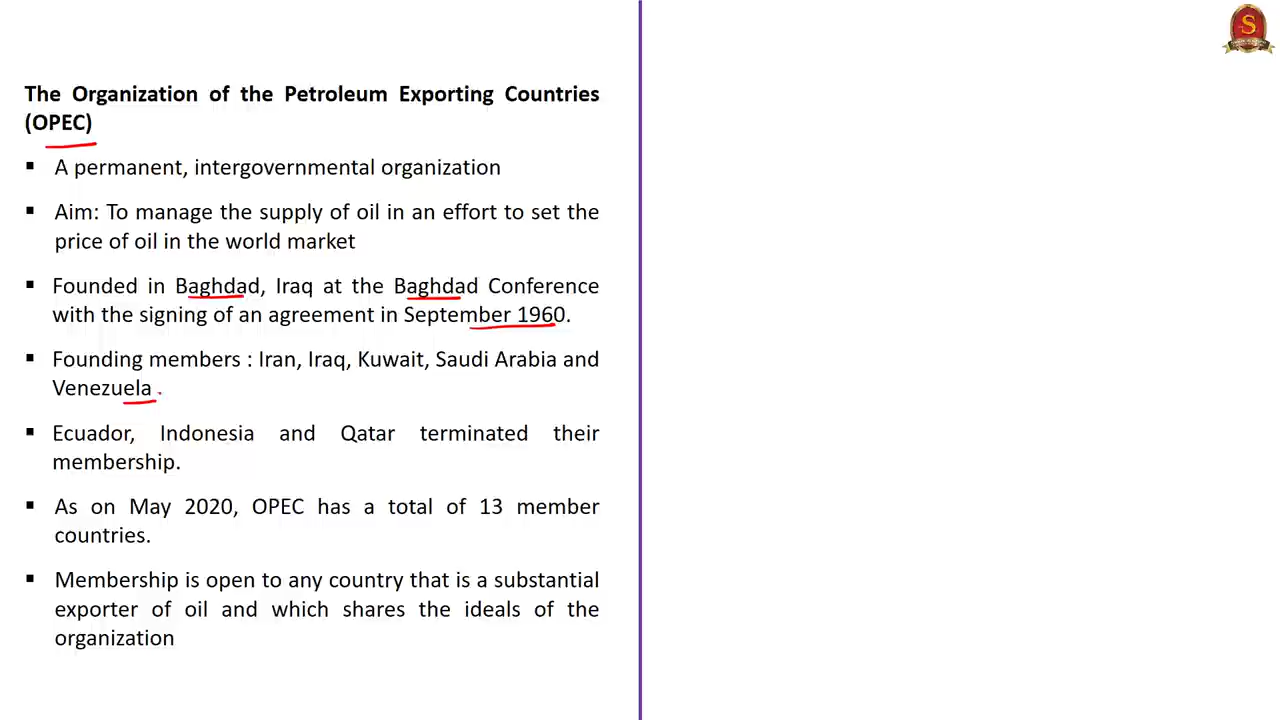 The Organization of the Petroleum Exporting Countries
(OPEC)
▪ A permanent, intergovernmental organization
▪ Aim: To manage the supply of oil in an effort to set the
price of oil in the world market
▪ Founded in Baghdad, Iraq at the Baghdad Conference
with the signing of an agreement in September 1960.
▪ Founding members : Iran, Iraq, Kuwait, Saudi Arabia and
Venezuela
▪ Ecuador, Indonesia and Qatar terminated their
membership.
▪ As on May 2020, OPEC has a total of 13 member
countries.
▪ Membership is open to any country that is a substantial
exporter of oil and which shares the ideals of the
organization
S